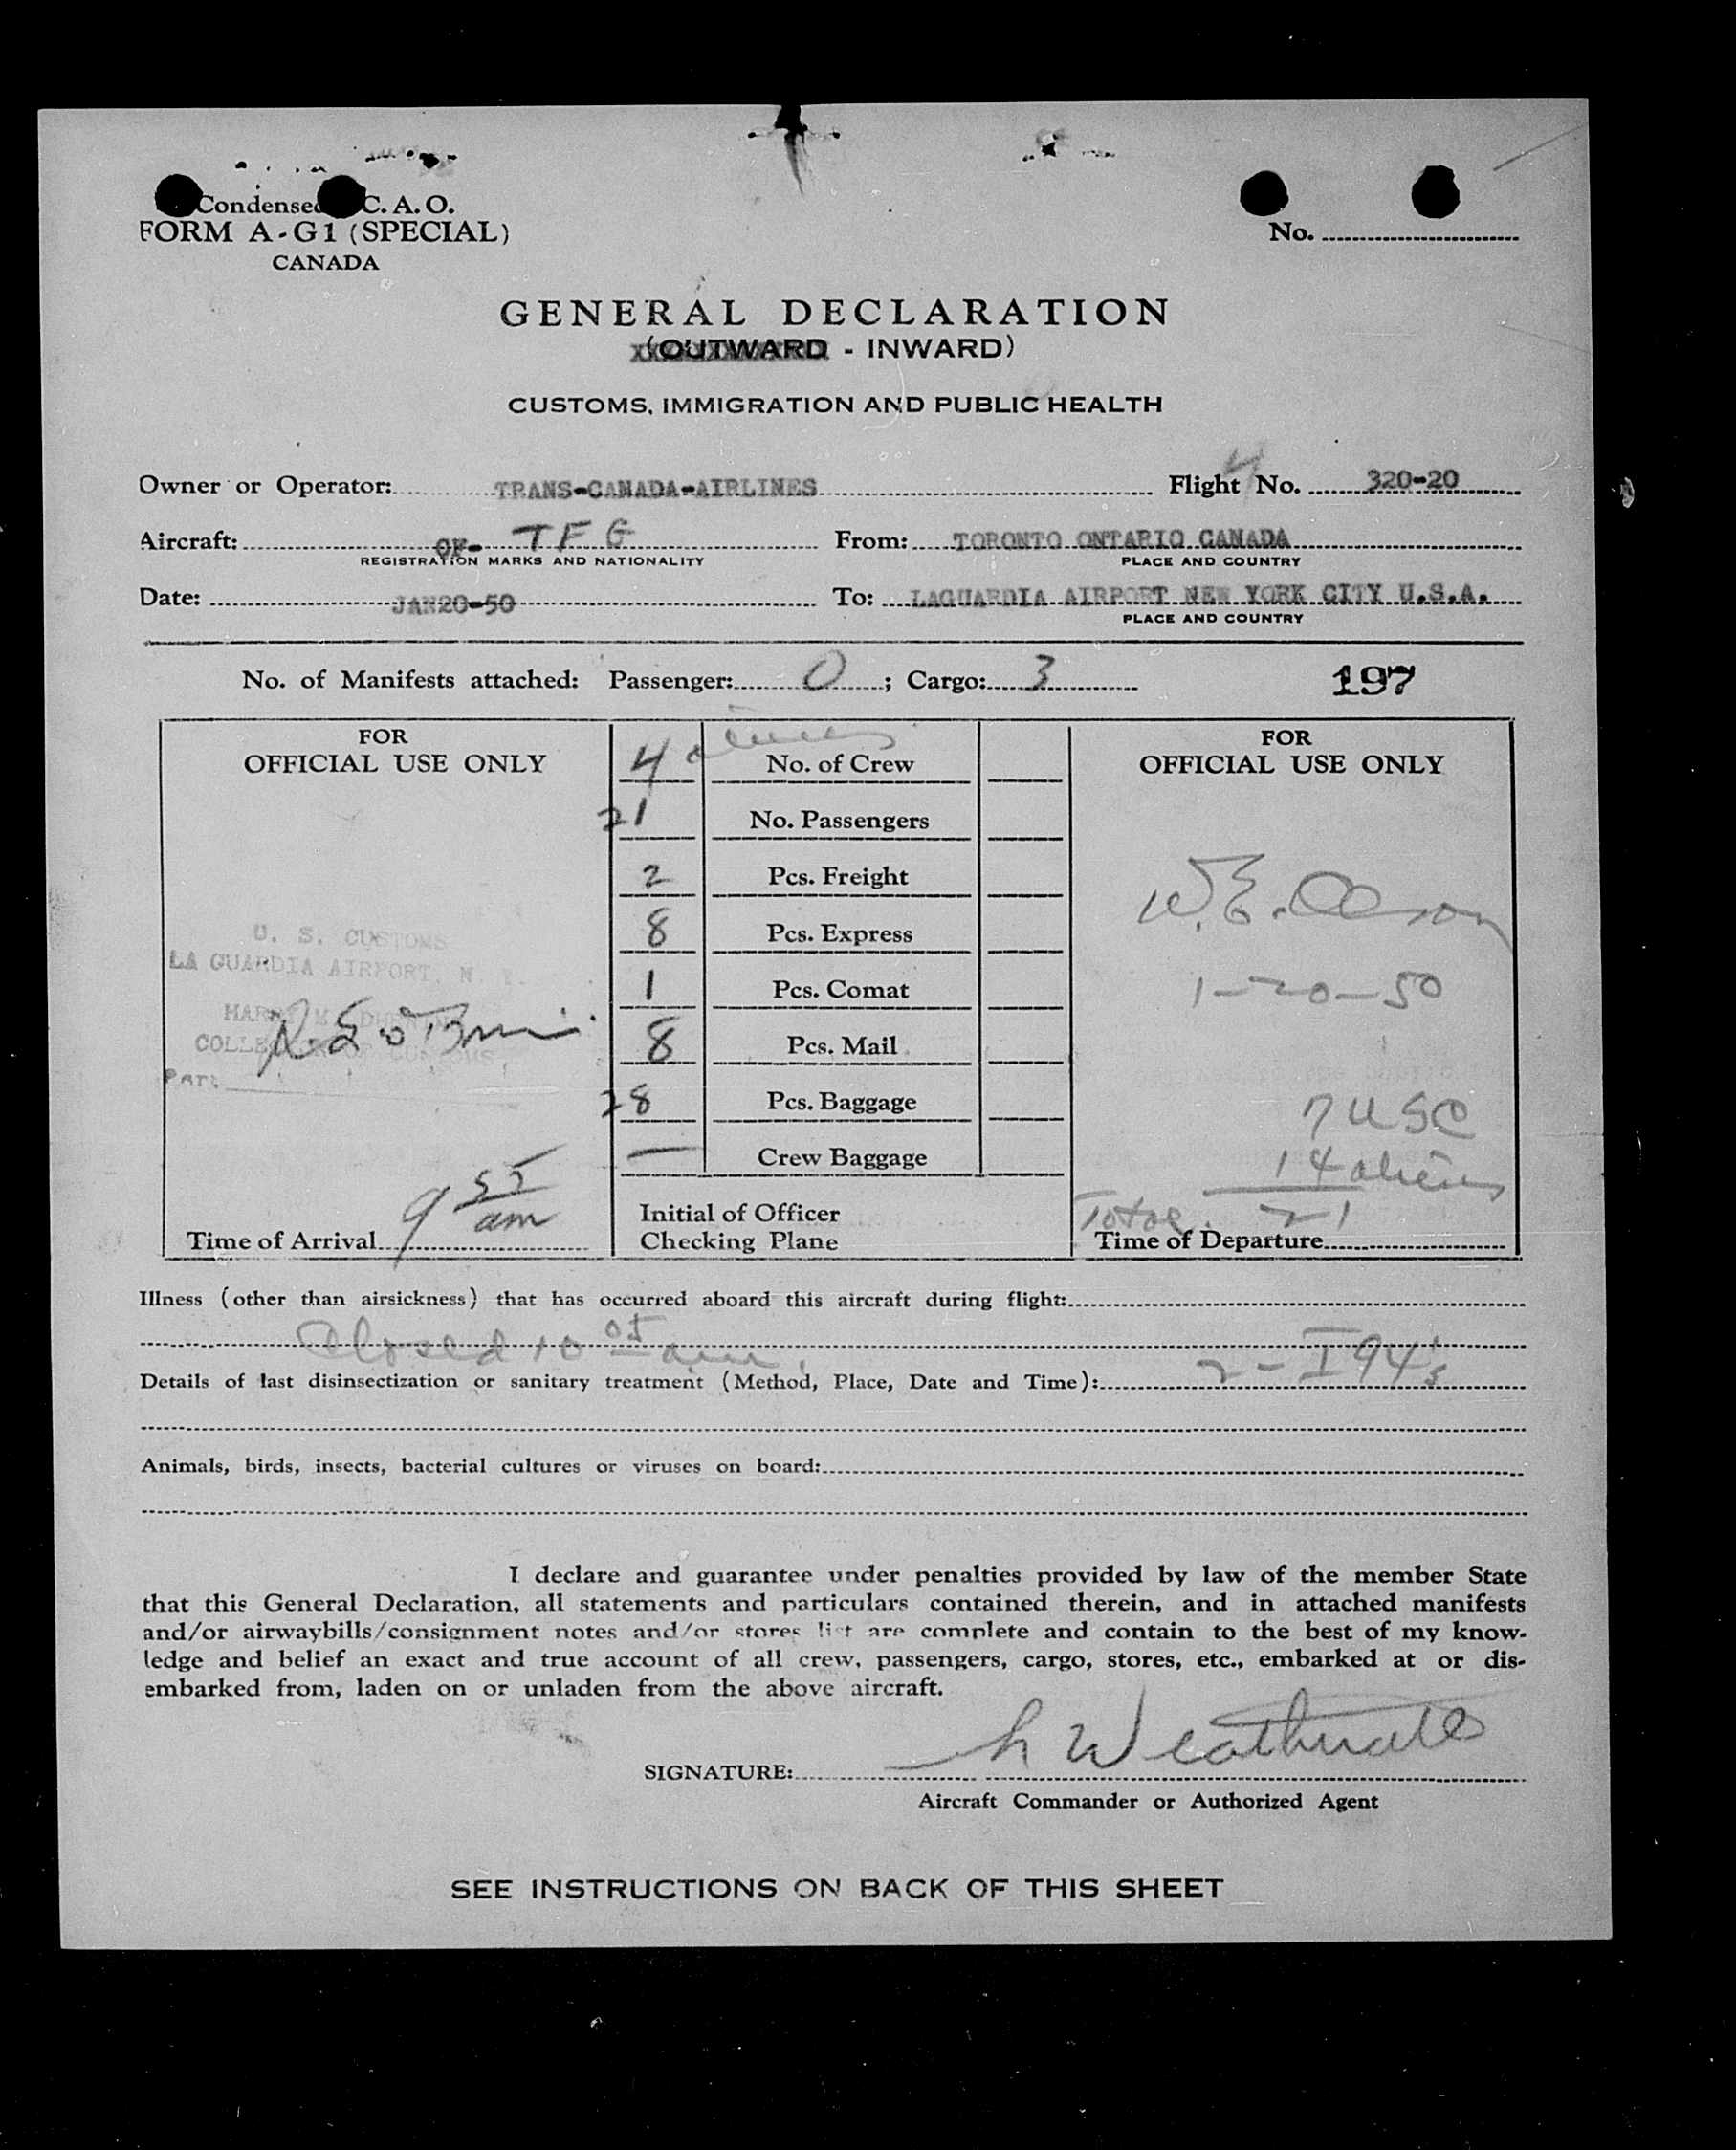 Condensed C.A.O.
FORM A-G1 (SPECIAL)
CANADA
No.
GENERAL DECLARATION
(OUTWARD - INWARD)
CUSTOMS, IMMIGRATION AND PUBLIC HEALTH
Owner or Operator: TRANS-CANADA-AIRLINES Flight No. 320-20
Aircraft: CF- TFG From: TORONTO ONTARIO CANADA
REGISTRATION MARKS AND NATIONALITY PLACE AND COUNTRY
Date: JAN20-50 To: LAGUARDIA AIRPORT NEW YORK CITY U.S.A.
PLACE AND COUNTRY
No. of Manifests attached: Passenger: 0 ; Cargo: 3 197
FOR
OFFICIAL USE ONLY
U. S. CUSTOMS
LA GUARDIA AIRPORT, N. Y.
COLLECTOR OF CUSTOMS
Time of Arrival 9 55 am
4 aliens No. of Crew
21 No. Passengers
2 Pcs. Freight
8 Pcs. Express
1 Pcs. Comat
8 Pcs. Mail
28 Pcs. Baggage
— Crew Baggage
Initial of Officer
Checking Plane
FOR
OFFICIAL USE ONLY
W.E. Olson
1-20-50
7 USC
14 aliens
Total. 21
Time of Departure
Illness (other than airsickness) that has occurred aboard this aircraft during flight:
Closed 10 05 am.
2 - I94's
Details of last disinsectization or sanitary treatment (Method, Place, Date and Time):
Animals, birds, insects, bacterial cultures or viruses on board:
I declare and guarantee under penalties provided by law of the member State
that this General Declaration, all statements and particulars contained therein, and in attached manifests
and/or airwaybills/consignment notes and/or stores list are complete and contain to the best of my know-
ledge and belief an exact and true account of all crew, passengers, cargo, stores, etc., embarked at or dis-
embarked from, laden on or unladen from the above aircraft.
SIGNATURE:
Aircraft Commander or Authorized Agent
SEE INSTRUCTIONS ON BACK OF THIS SHEET